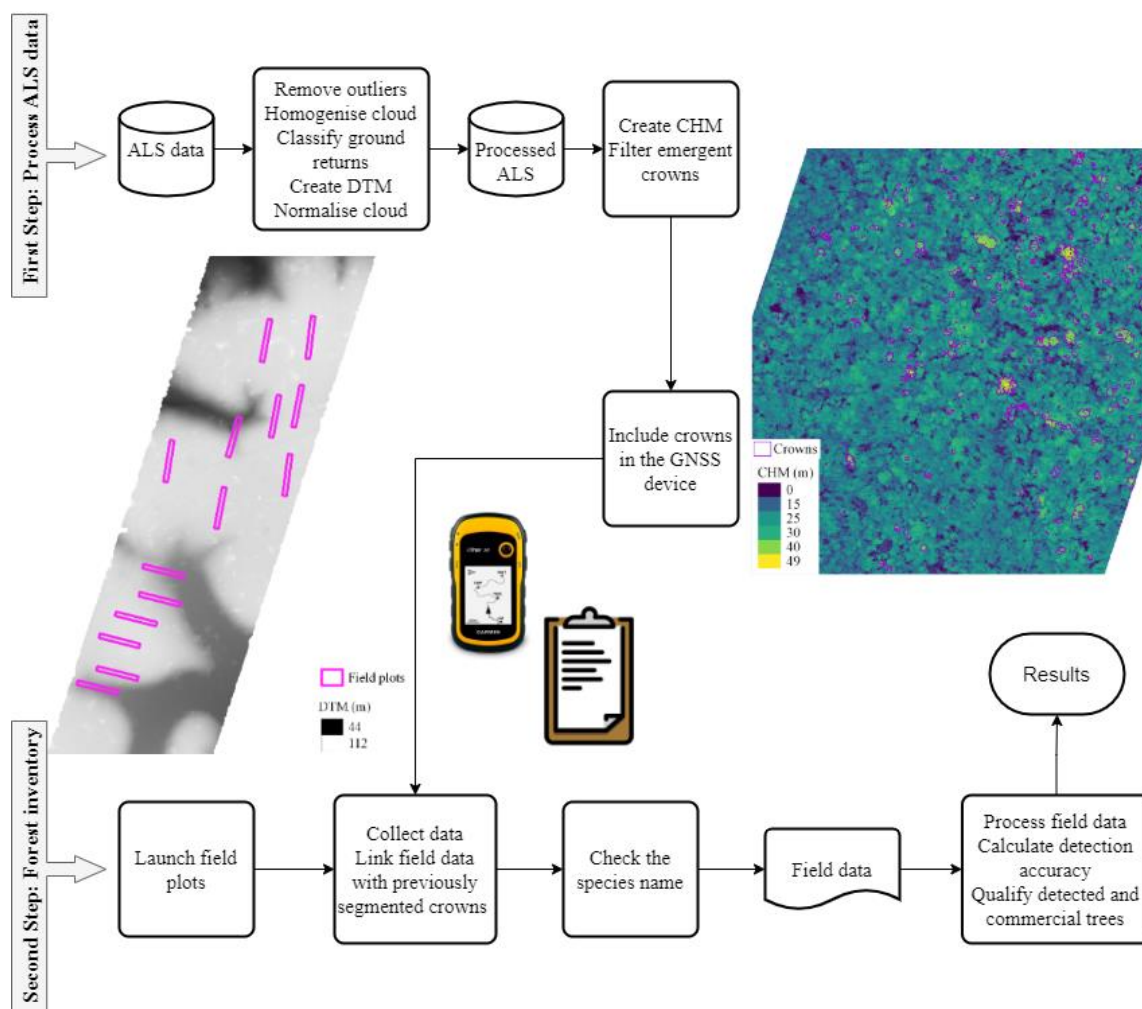 First Step: Process ALS data
ALS data
Remove outliers
Homogenise cloud
Classify ground
returns
Create DTM
Normalise cloud
Processed
ALS
Create CHM
Filter emergent
crowns
Include crowns
in the GNSS
device
Crowns
CHM (m)
0
15
25
30
40
49
GARMIN
Field plots
DTM (m)
44
112
Second Step: Forest inventory
Launch field
plots
Collect data
Link field data
with previously
segmented crowns
Check the
species name
Field data
Process field data
Calculate detection
accuracy
Qualify detected and
commercial trees
Results